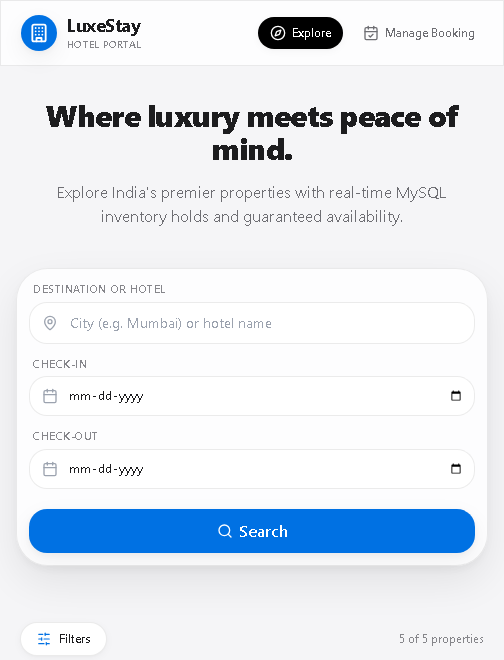 LuxeStay
HOTEL PORTAL
Explore
Manage Booking
Where luxury meets peace of
mind.
Explore India's premier properties with real-time MySQL
inventory holds and guaranteed availability.
DESTINATION OR HOTEL
City (e.g. Mumbai) or hotel name
CHECK-IN
mm-dd-yyyy
CHECK-OUT
mm-dd-yyyy
Search
Filters
5 of 5 properties